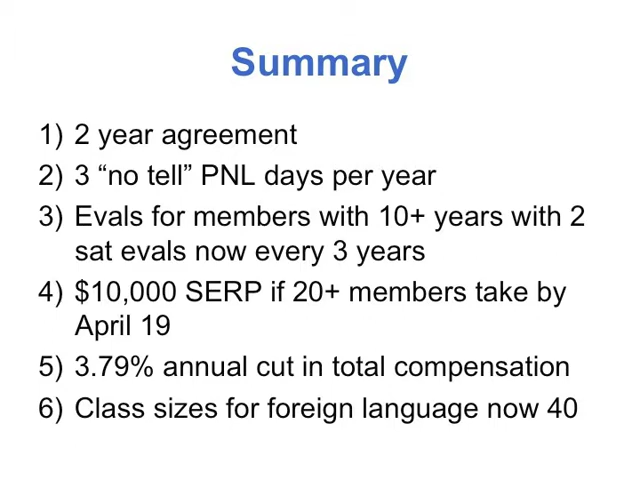 Summary
1) 2 year agreement
2) 3 “no tell” PNL days per year
3) Evals for members with 10+ years with 2
sat evals now every 3 years
4) $10,000 SERP if 20+ members take by
April 19
5) 3.79% annual cut in total compensation
6) Class sizes for foreign language now 40